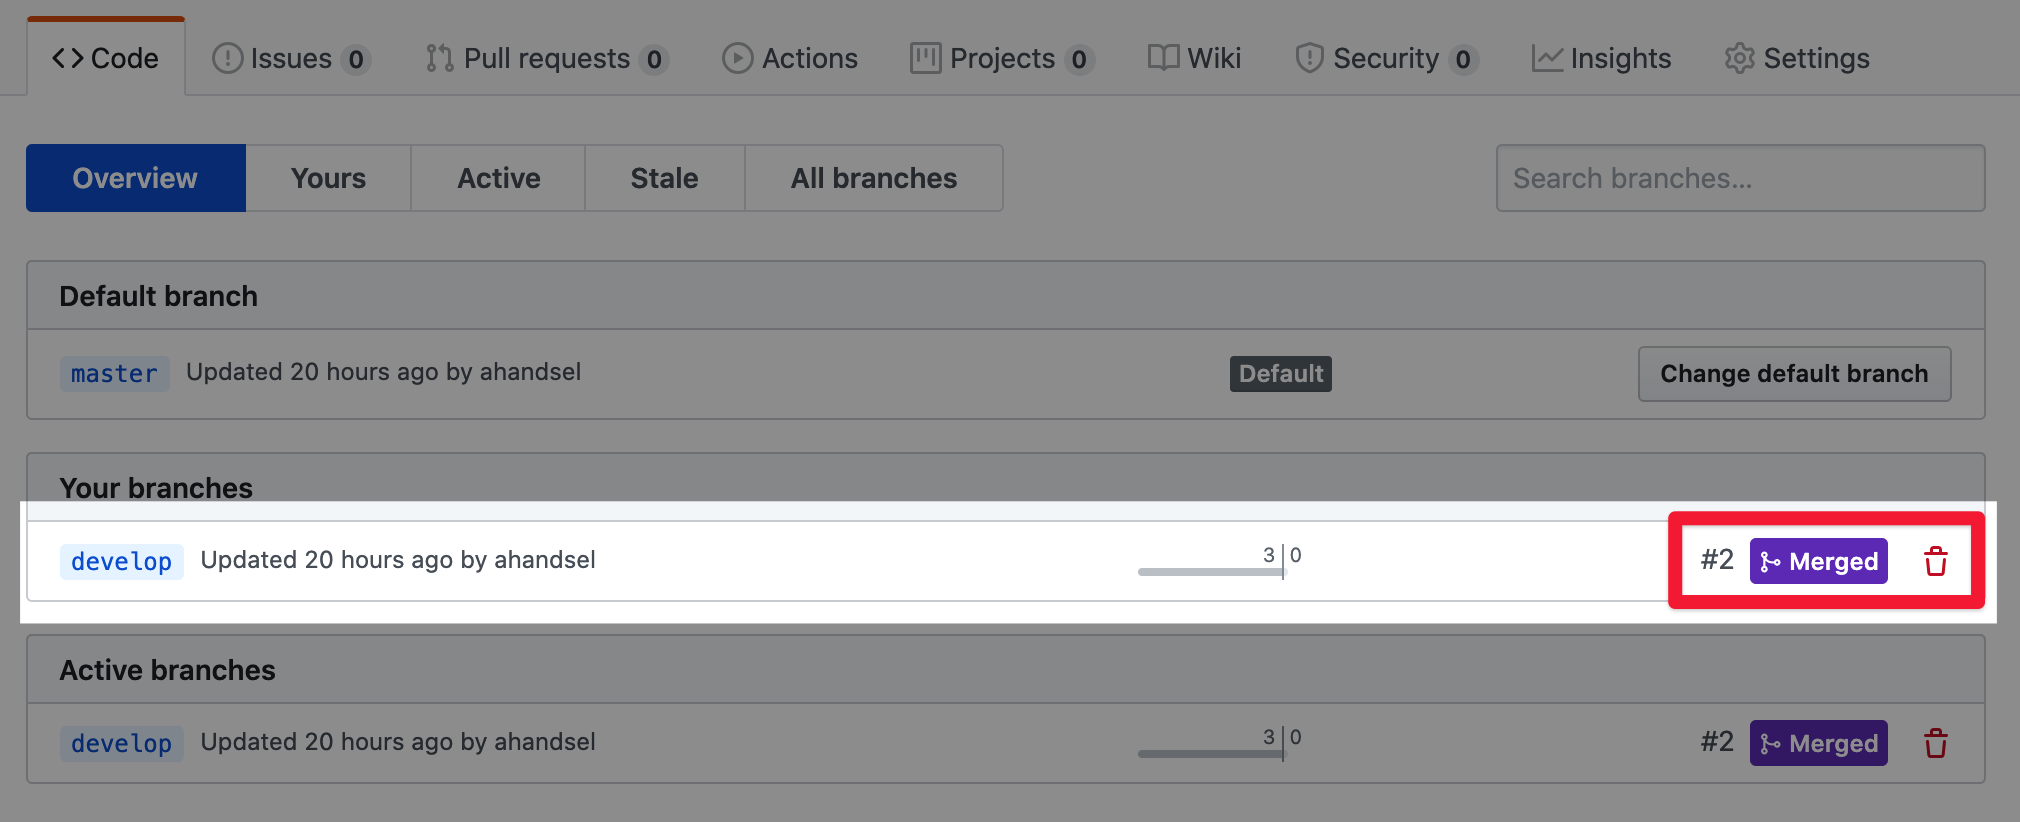 Code Issues 0 Pull requests 0 Actions Projects 0 Wiki Security 0 Insights Settings
Overview Yours Active Stale All branches Search branches...
Default branch
master Updated 20 hours ago by ahandsel Default Change default branch
Your branches
develop Updated 20 hours ago by ahandsel 3 0 #2 Merged
Active branches
develop Updated 20 hours ago by ahandsel 3 0 #2 Merged